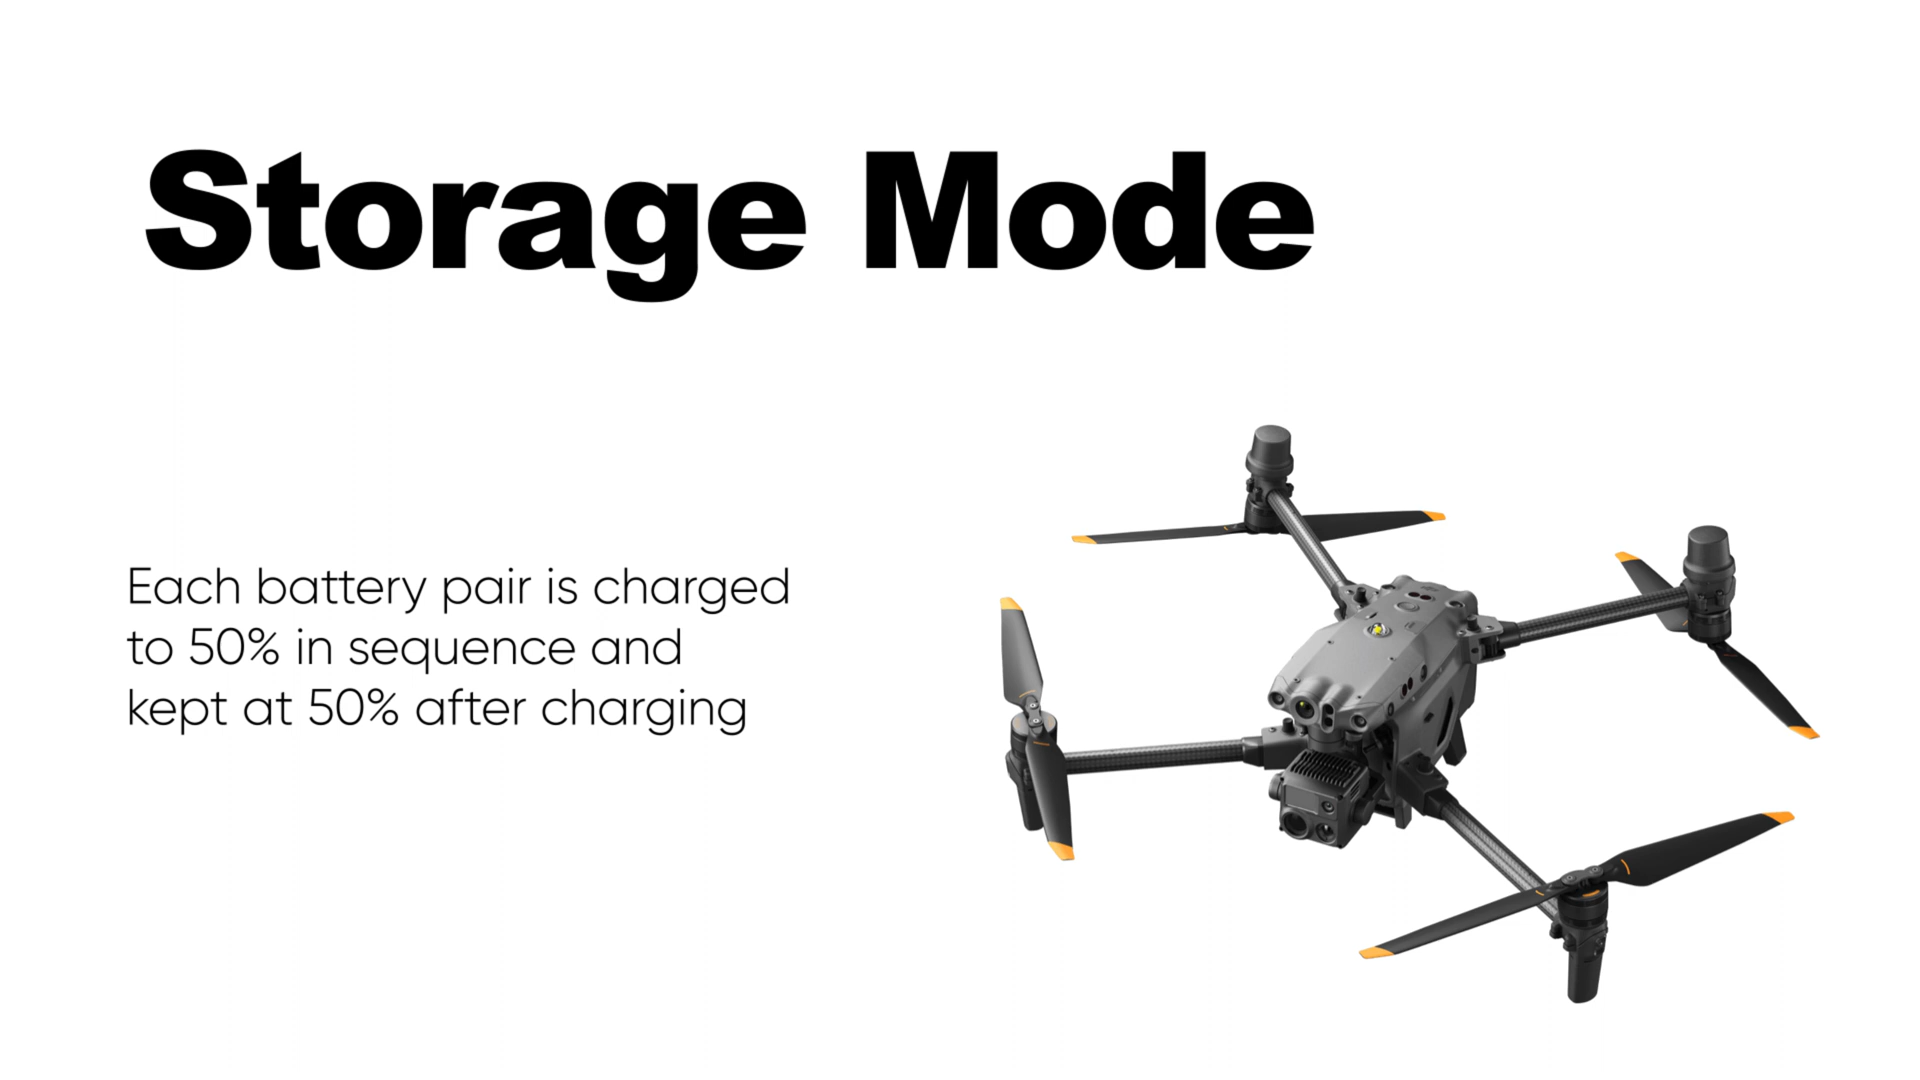 Storage Mode
Each battery pair is charged
to 50% in sequence and
kept at 50% after charging